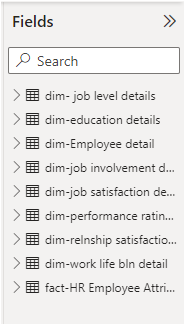 Fields
Search
dim- job level details
dim-education details
dim-Employee detail
dim-job involvement d...
dim-job satisfaction de...
dim-performance ratin...
dim-relnship satisfactio...
dim-work life bln detail
fact-HR Employee Attri...